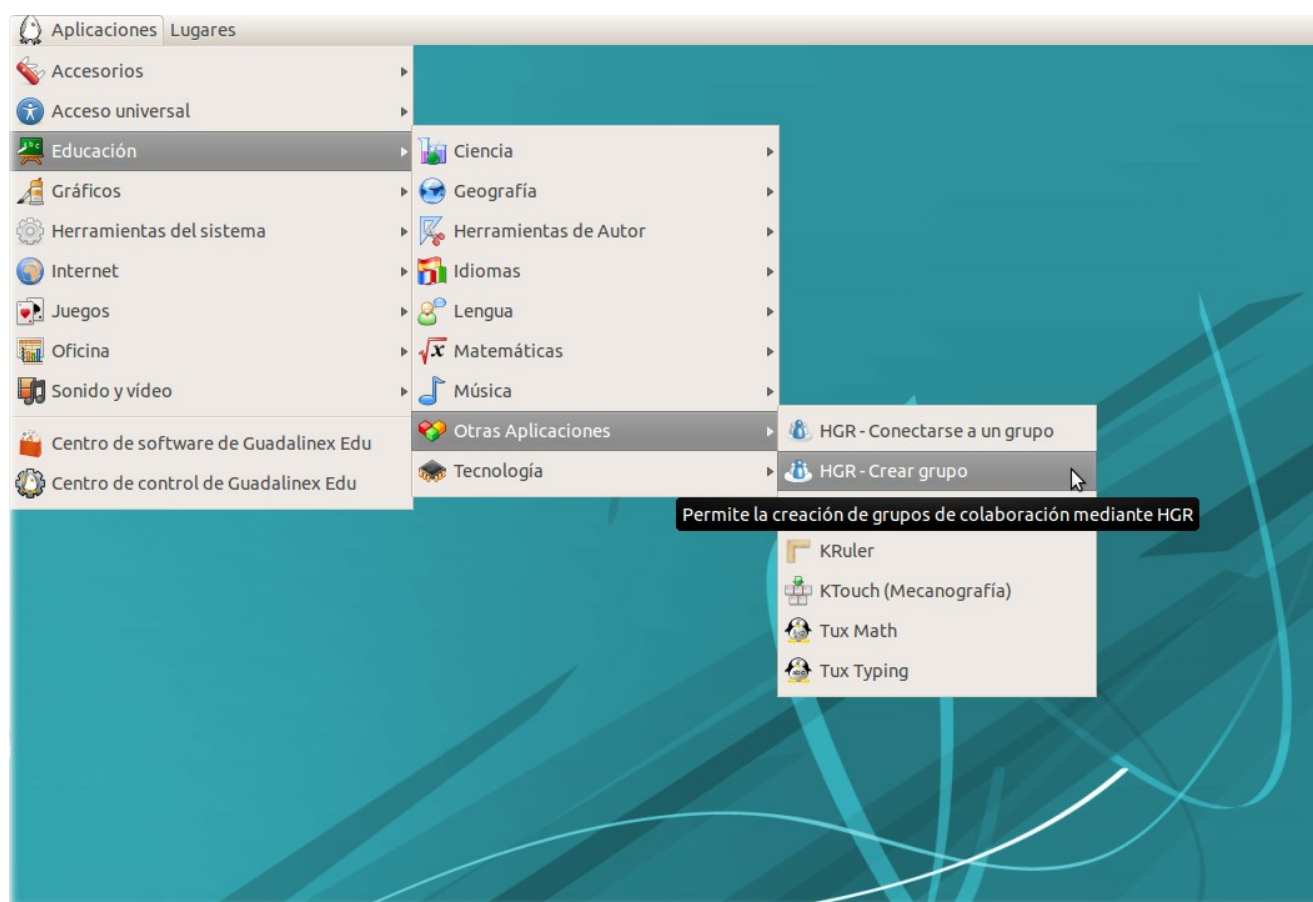 Aplicaciones Lugares
Accesorios
Acceso universal
Educación
Gráficos
Herramientas del sistema
Internet
Juegos
Oficina
Sonido y vídeo
Centro de software de Guadalinex Edu
Centro de control de Guadalinex Edu
Ciencia
Geografía
Herramientas de Autor
Idiomas
Lengua
Matemáticas
Música
Otras Aplicaciones
Tecnología
HGR - Conectarse a un grupo
HGR - Crear grupo
Permite la creación de grupos de colaboración mediante HGR
KRuler
KTouch (Mecanografía)
Tux Math
Tux Typing